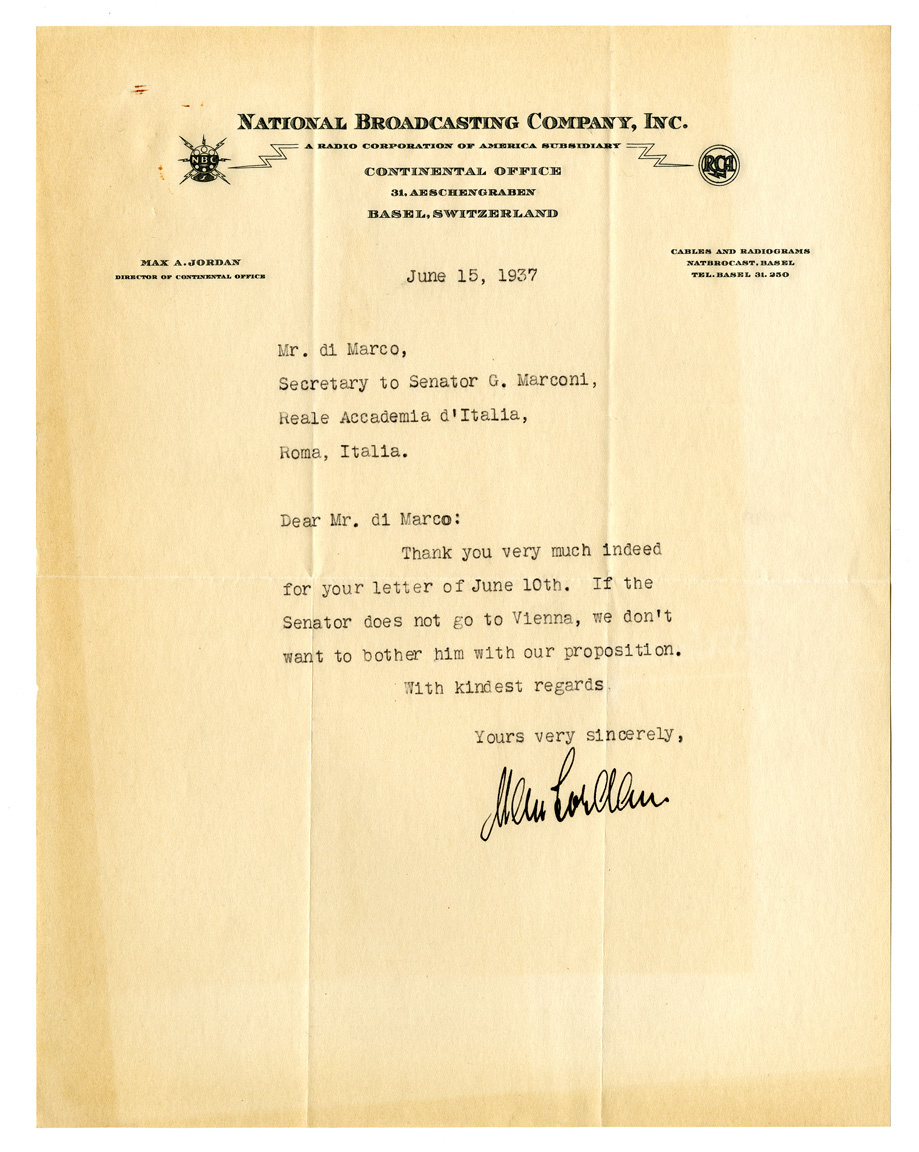 National Broadcasting Company, Inc.
A RADIO CORPORATION OF AMERICA SUBSIDIARY
NBC
RCA
CONTINENTAL OFFICE
31, AESCHENGRABEN
BASEL, SWITZERLAND
MAX A. JORDAN
DIRECTOR OF CONTINENTAL OFFICE
CABLES AND RADIOGRAMS
NATBROCAST. BASEL
TEL. BASEL 31. 250
June 15, 1937
Mr. di Marco,
Secretary to Senator G. Marconi,
Reale Accademia d'Italia,
Roma, Italia.
Dear Mr. di Marco:
Thank you very much indeed
for your letter of June 10th. If the
Senator does not go to Vienna, we don't
want to bother him with our proposition.
With kindest regards.
Yours very sincerely,
Max Jordan.